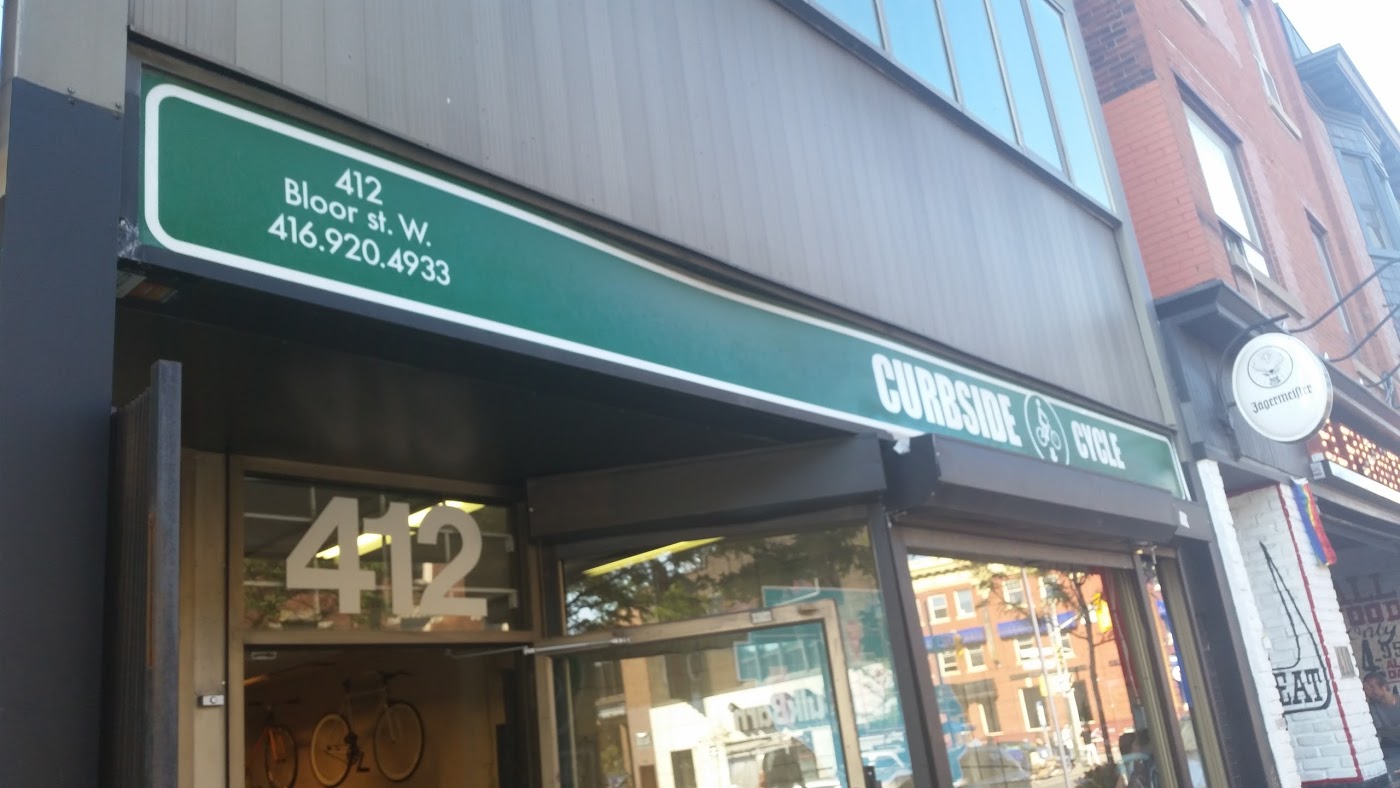 412
Bloor st. W.
416.920.4933
CURBSIDE CYCLE
412
Jägermeister
EAT